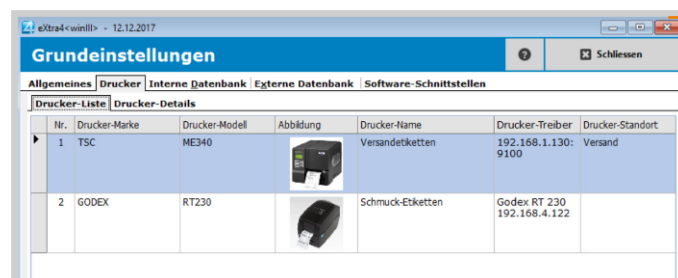 eXtra4<winIII> - 12.12.2017
Grundeinstellungen
Schliessen
Allgemeines Drucker Interne Datenbank Externe Datenbank Software-Schnittstellen
Drucker-Liste Drucker-Details
Nr. Drucker-Marke Drucker-Modell Abbildung Drucker-Name Drucker-Treiber Drucker-Standort
1 TSC ME340 Versandetiketten 192.168.1.130: Versand
9100
2 GODEX RT230 Schmuck-Etiketten Godex RT 230
192.168.4.122